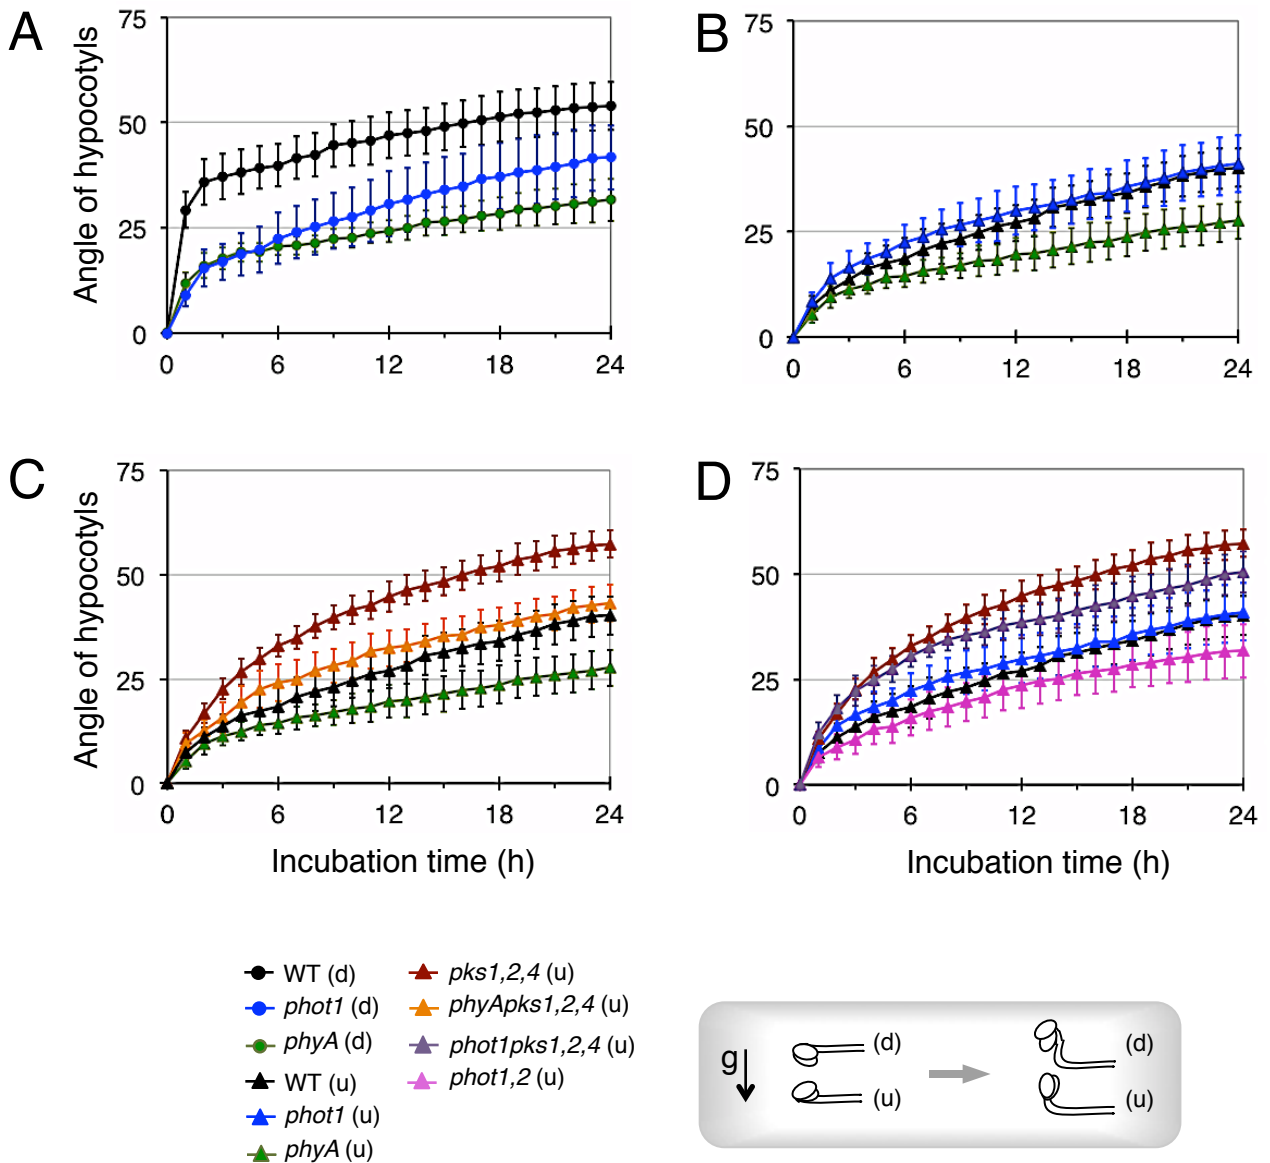 A
Angle of hypocotyls
75
50
25
0
0 6 12 18 24
B
75
50
25
0
0 6 12 18 24
C
Angle of hypocotyls
75
50
25
0
0 6 12 18 24
Incubation time (h)
D
75
50
25
0
0 6 12 18 24
Incubation time (h)
WT (d)
phot1 (d)
phyA (d)
WT (u)
phot1 (u)
phyA (u)
pks1,2,4 (u)
phyApks1,2,4 (u)
phot1pks1,2,4 (u)
phot1,2 (u)
g
(d)
(u)
(d)
(u)